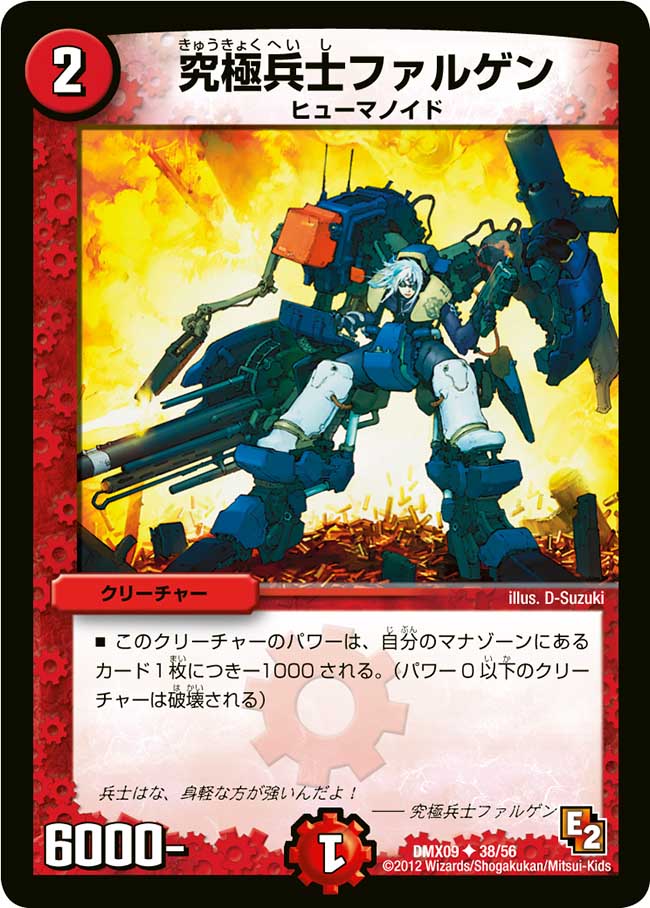 2
きゅうきょくへいし
究極兵士ファルゲン
ヒューマノイド
クリーチャー
illus. D-Suzuki
■ このクリーチャーのパワーは、自分のマナゾーンにある
カード1枚につきー1000される。(パワー0以下のクリー
チャーは破壊される)
兵士はな、身軽な方が強いんだよ!
── 究極兵士ファルゲン
6000-
1
E2
DMX09 ◆ 38/56
©2012 Wizards/Shogakukan/Mitsui-Kids